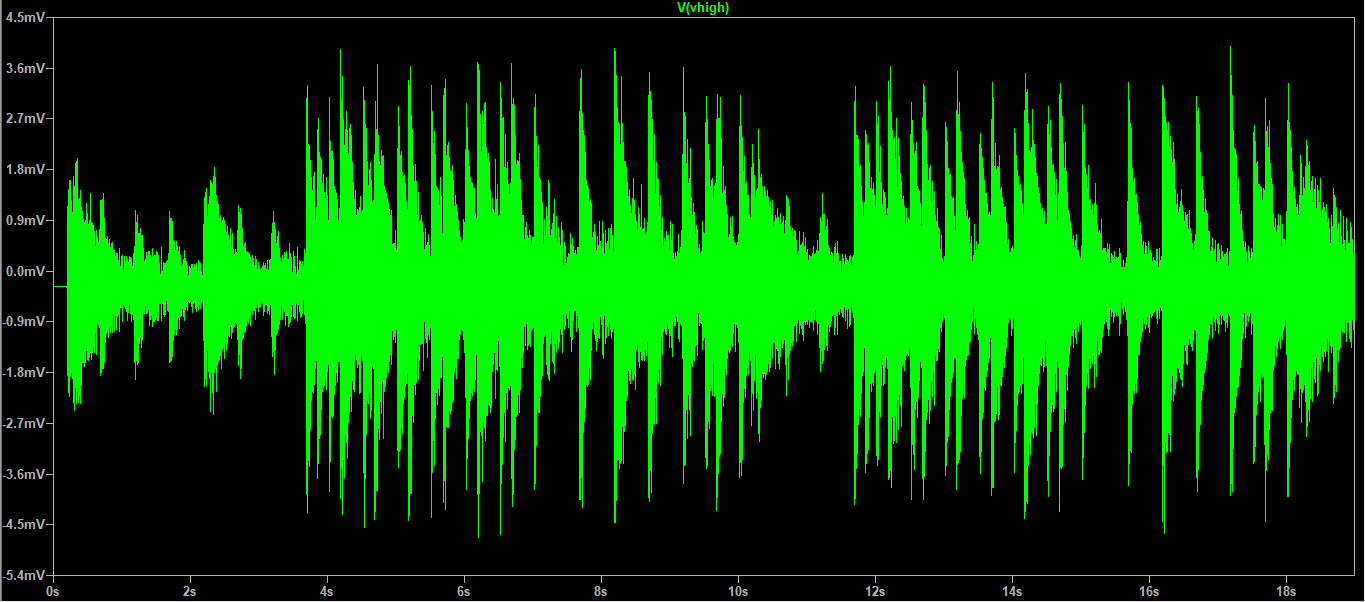 V(vhigh)
4.5mV
3.6mV
2.7mV
1.8mV
0.9mV
0.0mV
-0.9mV
-1.8mV
-2.7mV
-3.6mV
-4.5mV
-5.4mV
0s 2s 4s 6s 8s 10s 12s 14s 16s 18s